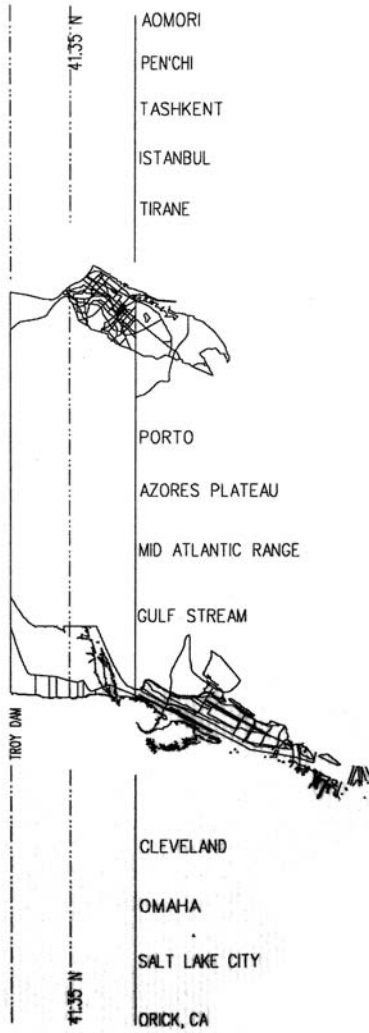 41.35 N
AOMORI
PEN'CHI
TASHKENT
ISTANBUL
TIRANE
PORTO
AZORES PLATEAU
MID ATLANTIC RANGE
GULF STREAM
TROY DAM
CLEVELAND
OMAHA
SALT LAKE CITY
41.35 N
ORICK, CA